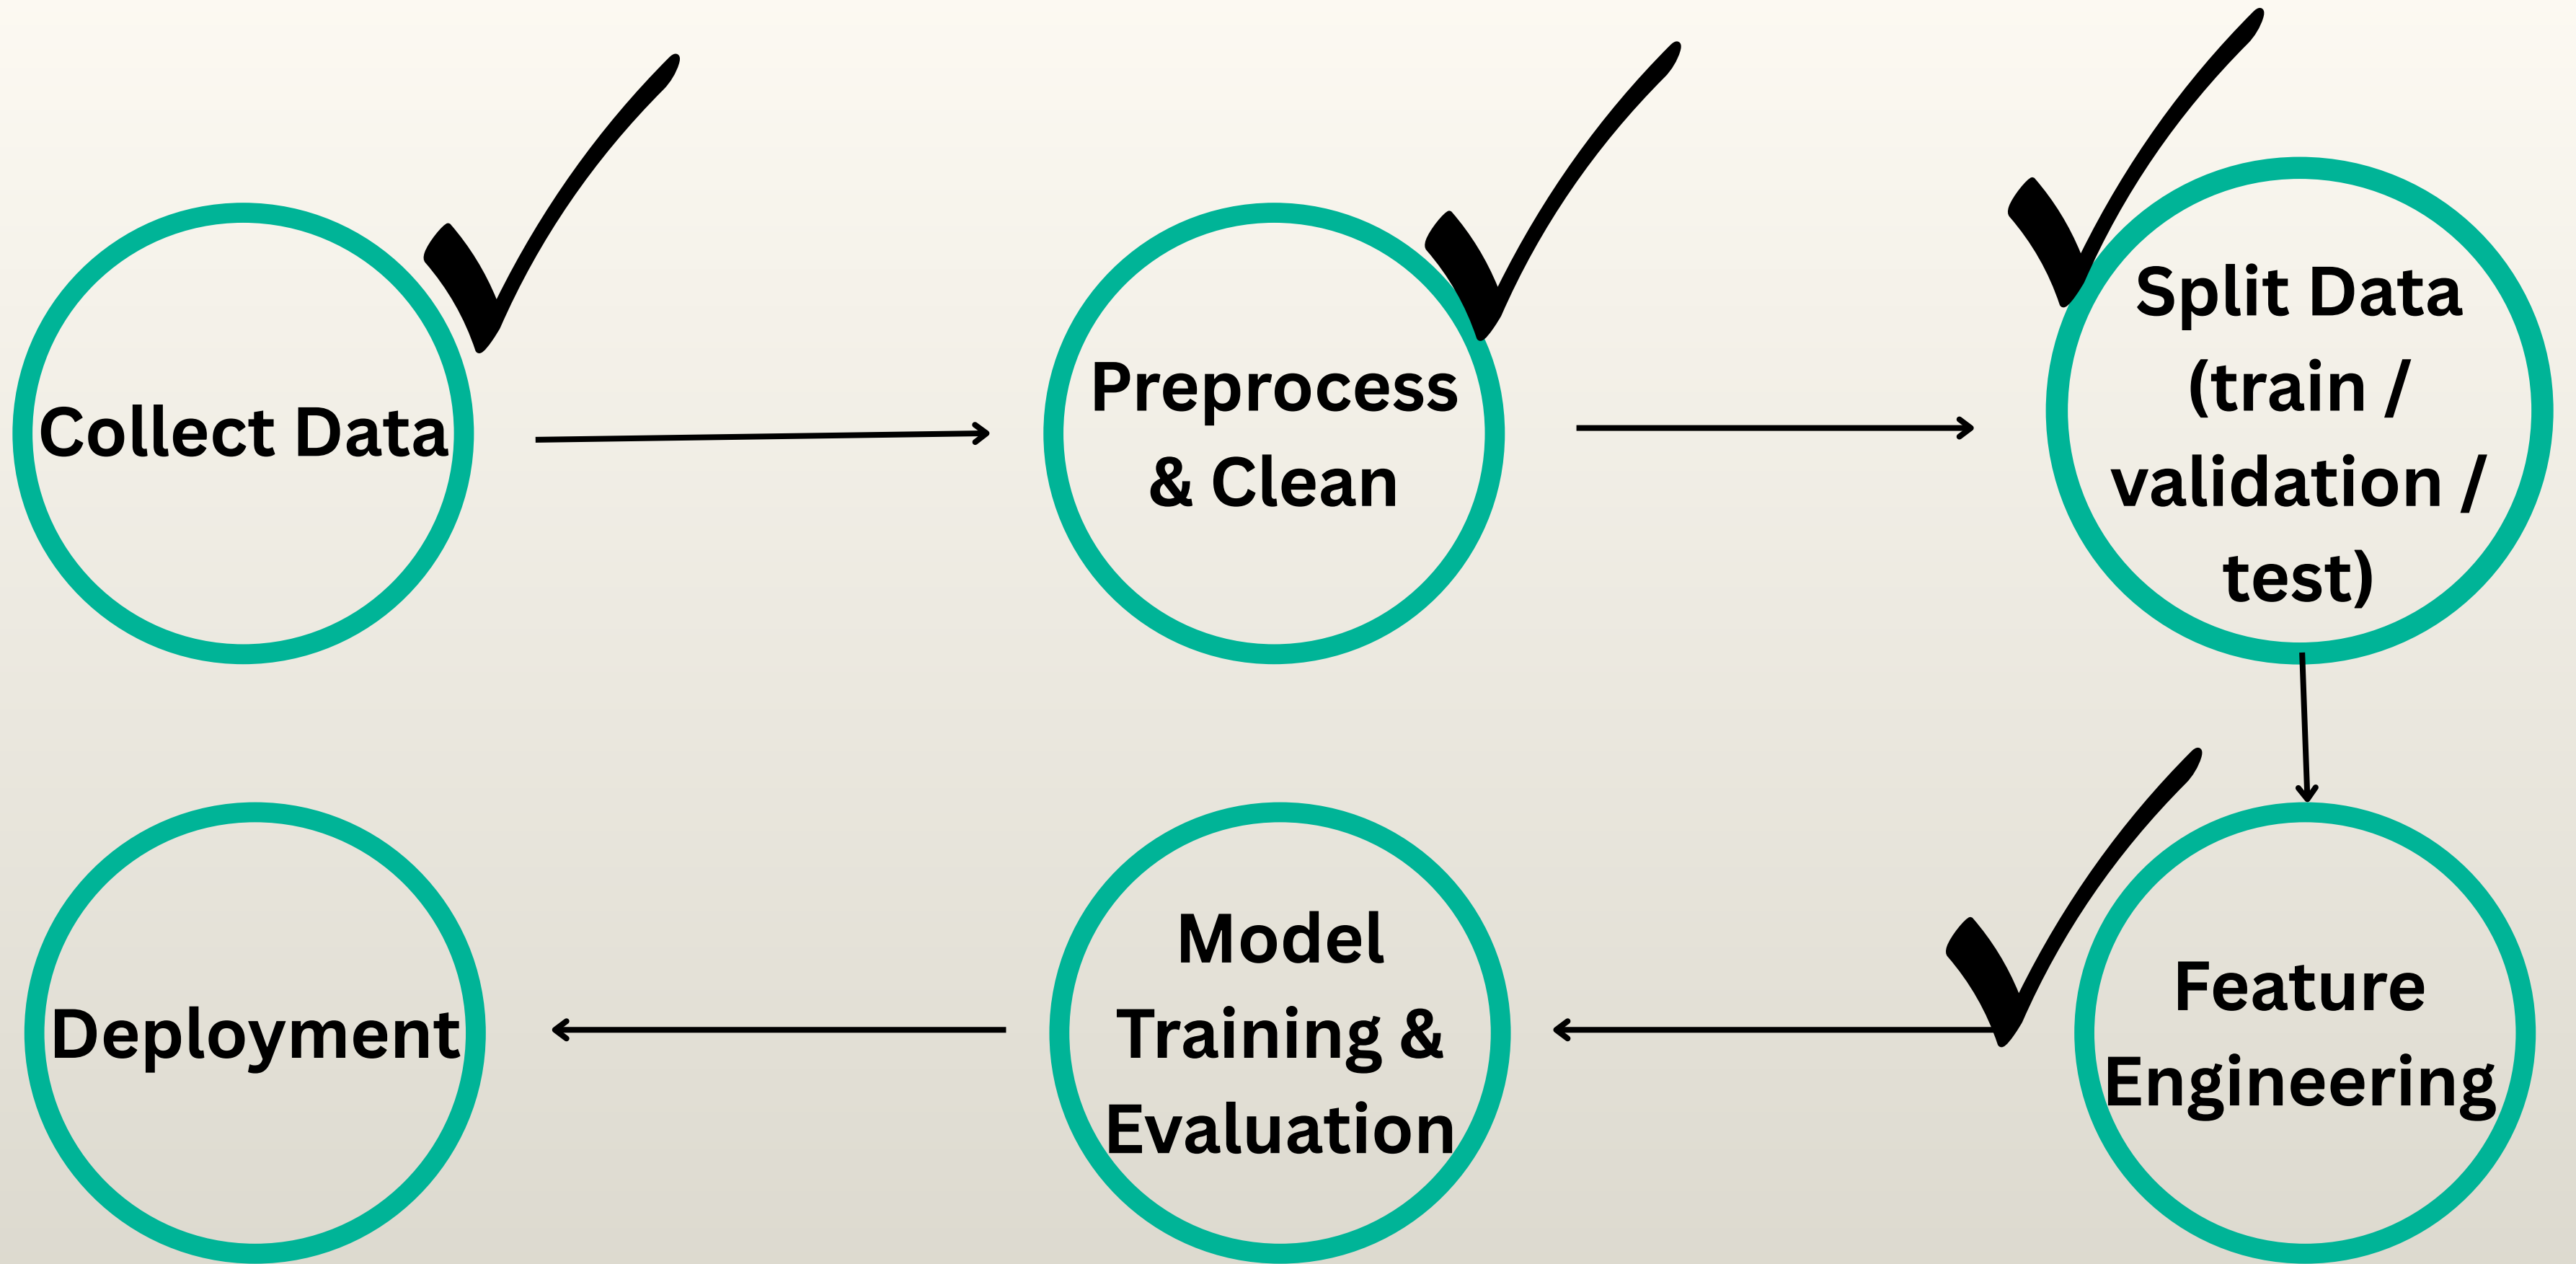 Collect Data
Preprocess
& Clean
Split Data
(train /
validation /
test)
Feature
Engineering
Model
Training &
Evaluation
Deployment